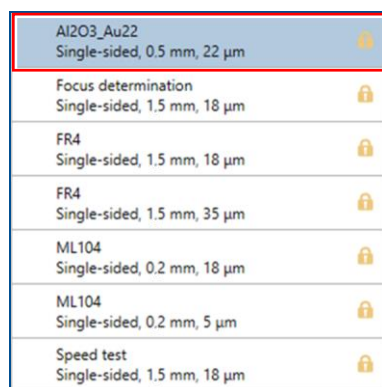 Al2O3_Au22
Single-sided, 0.5 mm, 22 µm
Focus determination
Single-sided, 1.5 mm, 18 µm
FR4
Single-sided, 1.5 mm, 18 µm
FR4
Single-sided, 1.5 mm, 35 µm
ML104
Single-sided, 0.2 mm, 18 µm
ML104
Single-sided, 0.2 mm, 5 µm
Speed test
Single-sided, 1.5 mm, 18 µm